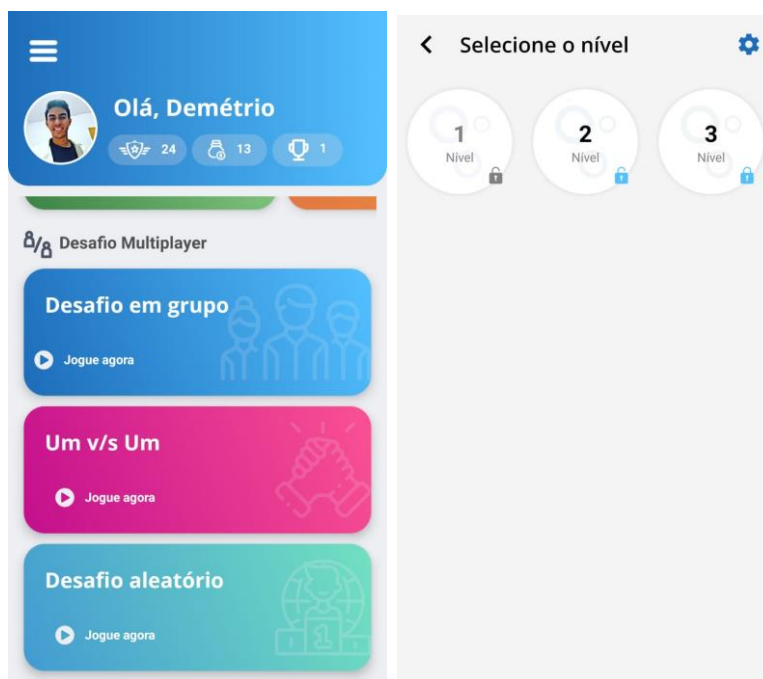 Olá, Demétrio
24 13 1
Desafio Multiplayer
Desafio em grupo
Jogue agora
Um v/s Um
Jogue agora
Desafio aleatório
1
Jogue agora
Selecione o nível
1 2 3
Nível Nível Nível